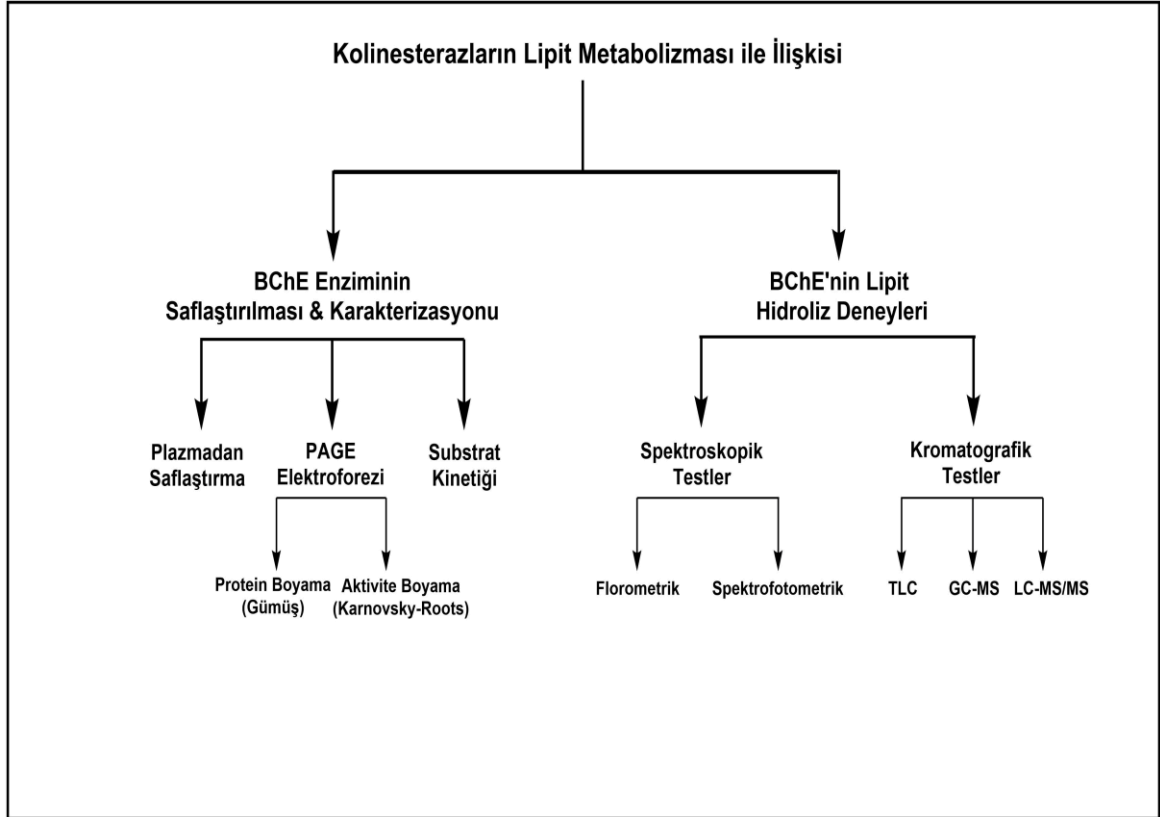 Kolinesterazların Lipit Metabolizması ile İlişkisi
BChE Enziminin
Saflaştırılması & Karakterizasyonu
BChE'nin Lipit
Hidroliz Deneyleri
Plazmadan
Saflaştırma
PAGE
Elektroforezi
Substrat
Kinetiği
Spektroskopik
Testler
Kromatografik
Testler
Protein Boyama
(Gümüş)
Aktivite Boyama
(Karnovsky-Roots)
Florometrik
Spektrofotometrik
TLC
GC-MS
LC-MS/MS